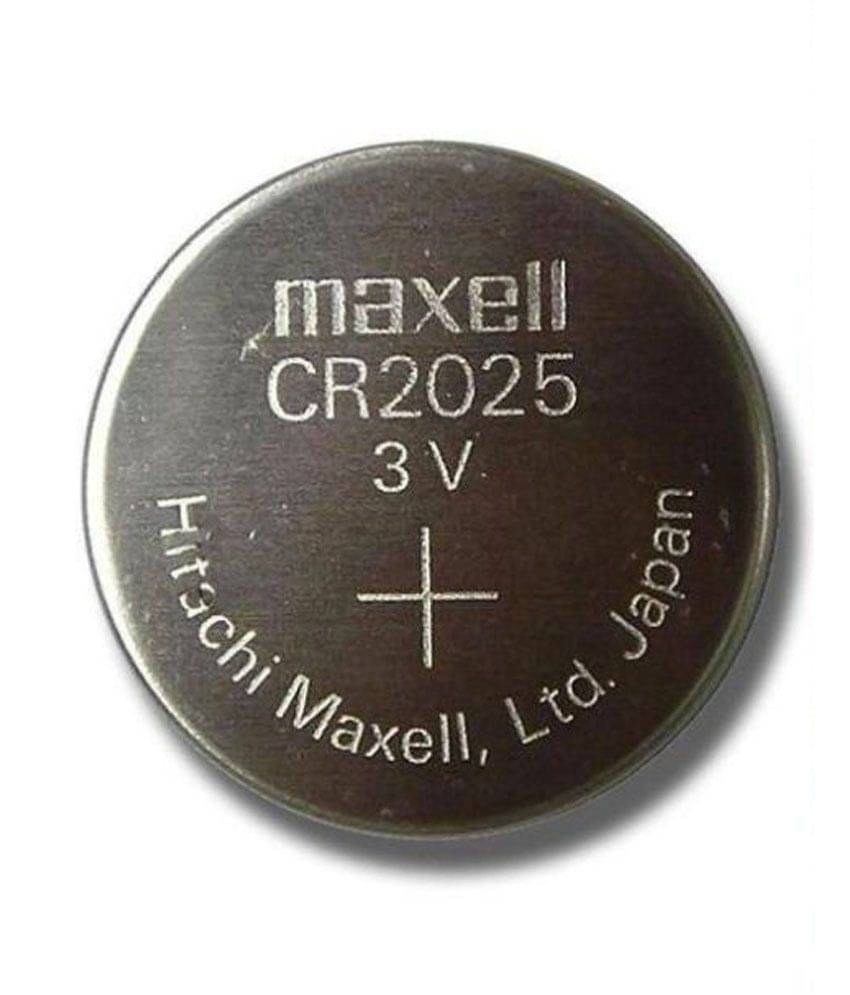 maxell
CR2025
3V
+
Hitachi Maxell, Ltd. Japan